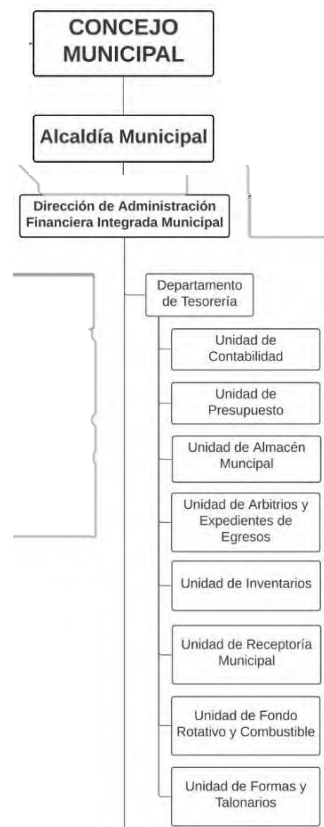 CONCEJO
MUNICIPAL
Alcaldía Municipal
Dirección de Administración
Financiera Integrada Municipal
Departamento
de Tesorería
Unidad de
Contabilidad
Unidad de
Presupuesto
Unidad de Almacén
Muncipal
Unidad de Arbitrios y
Expedientes de
Egresos
Unidad de Inventarios
Unidad de Receptoría
Municipal
Unidad de Fondo
Rotativo y Combustible
Unidad de Formas y
Talonarios